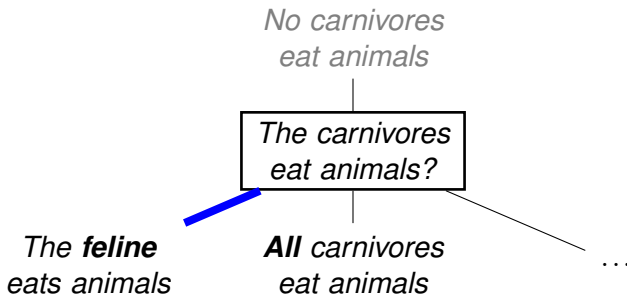 No carnivores
eat animals
The carnivores
eat animals?
The feline
eats animals
All carnivores
eat animals
...